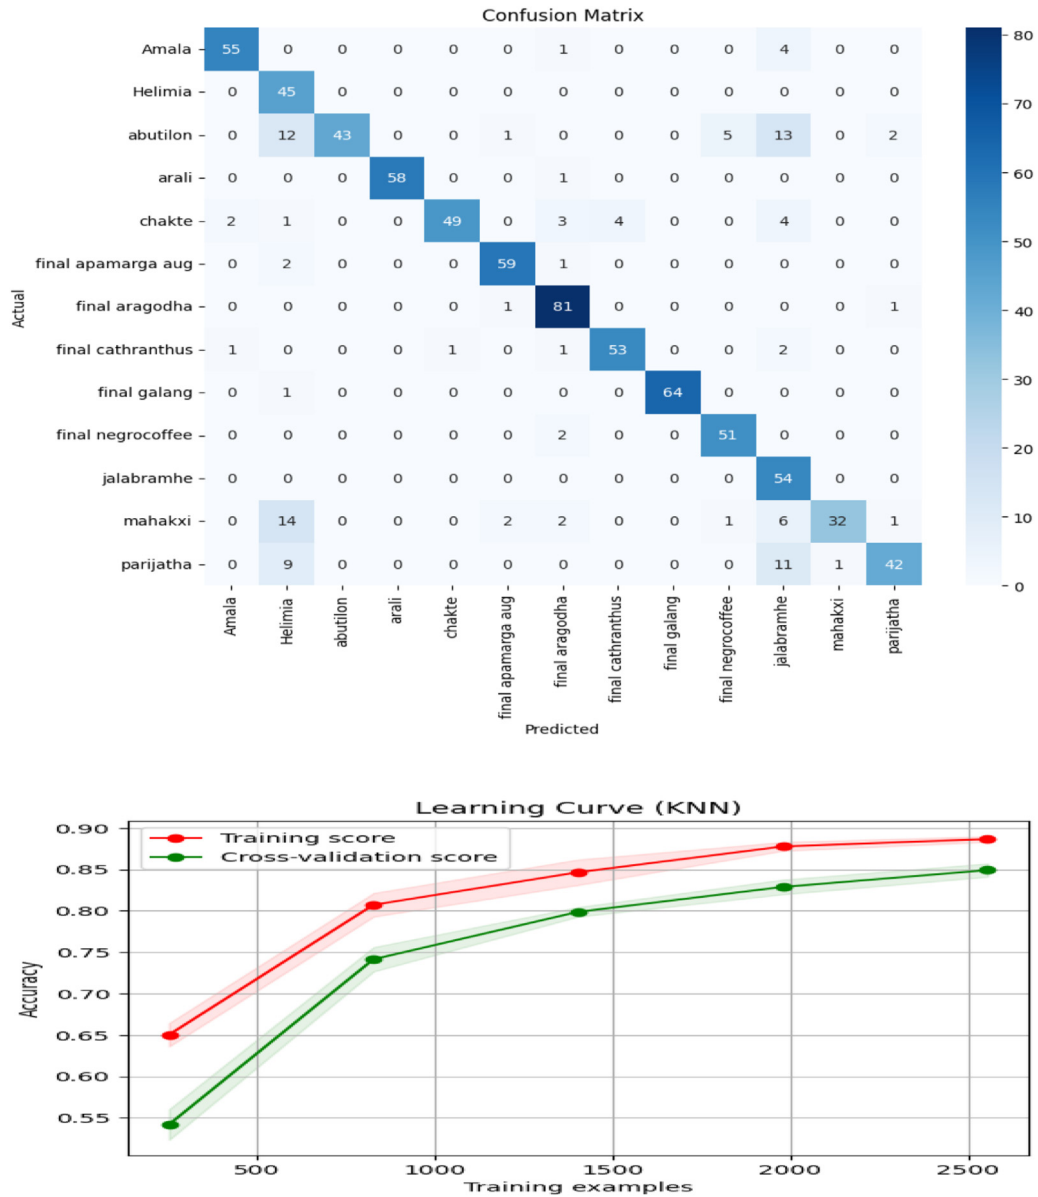 Confusion Matrix
Amala 55 0 0 0 0 0 1 0 0 0 4 0 0
Helimia 0 45 0 0 0 0 0 0 0 0 0 0 0
abutilon 0 12 43 0 0 1 0 0 0 5 13 0 2
arali 0 0 0 58 0 0 1 0 0 0 0 0 0
chakte 2 1 0 0 49 0 3 4 0 0 4 0 0
final apamarga aug 0 2 0 0 0 59 1 0 0 0 0 0 0
final aragodha 0 0 0 0 0 1 81 0 0 0 0 0 1
final cathranthus 1 0 0 0 1 0 1 53 0 0 2 0 0
final galang 0 1 0 0 0 0 0 0 64 0 0 0 0
final negrocoffee 0 0 0 0 0 0 2 0 0 51 0 0 0
jalabramhe 0 0 0 0 0 0 0 0 0 0 54 0 0
mahakxi 0 14 0 0 0 2 2 0 0 1 6 32 1
parijatha 0 9 0 0 0 0 0 0 0 0 11 1 42
Actual
Amala Helimia abutilon arali chakte final apamarga aug final aragodha final cathranthus final galang final negrocoffee jalabramhe mahakxi parijatha
Predicted
80
70
60
50
40
30
20
10
0
Learning Curve (KNN)
Training score
Cross-validation score
0.90
0.85
0.80
0.75
0.70
0.65
0.60
0.55
Accuracy
500 1000 1500 2000 2500
Training examples